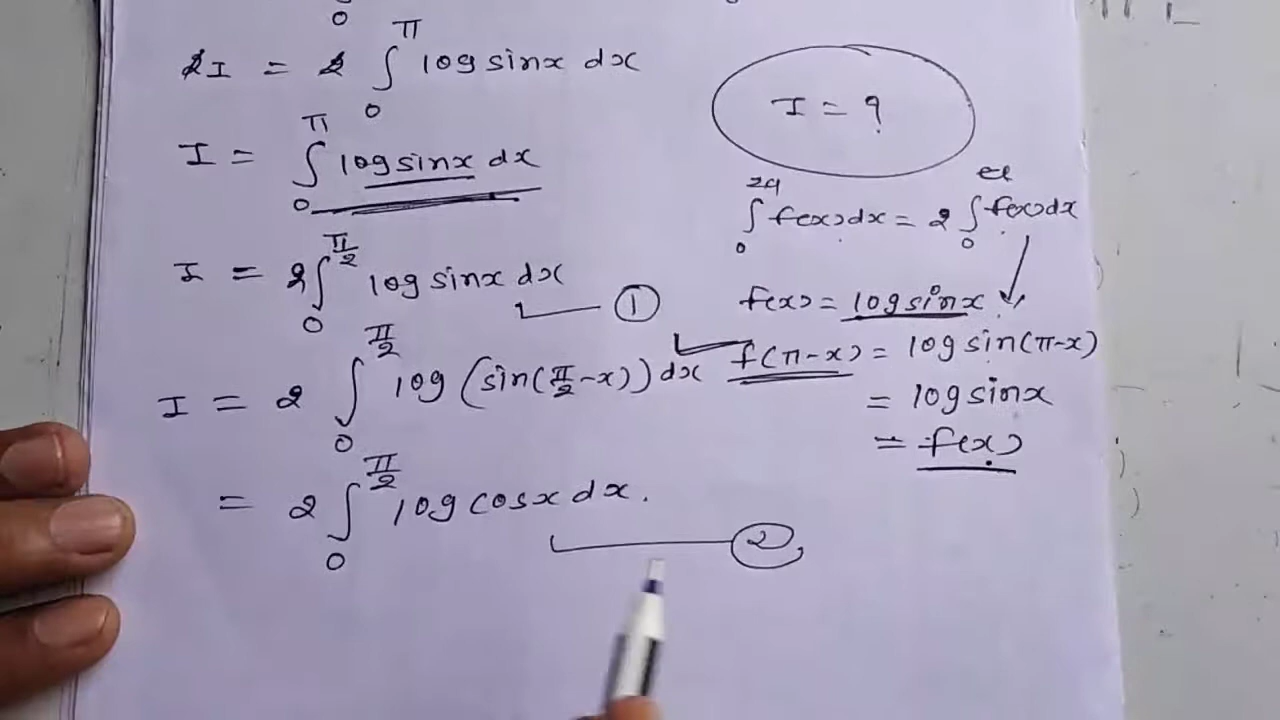 2I = 2 ∫₀^π log sinx dx
I = ∫₀^π log sinx dx
I = 2∫₀^{π/2} log sinx dx ①
I = 2 ∫₀^{π/2} log (sin(π/2-x)) dx
= 2 ∫₀^{π/2} log cosx dx. ②
I = ?
∫₀^{2a} f(x)dx = 2 ∫₀^a f(x)dx
f(x) = log sinx
f(π-x) = log sin(π-x)
= log sinx
= f(x)